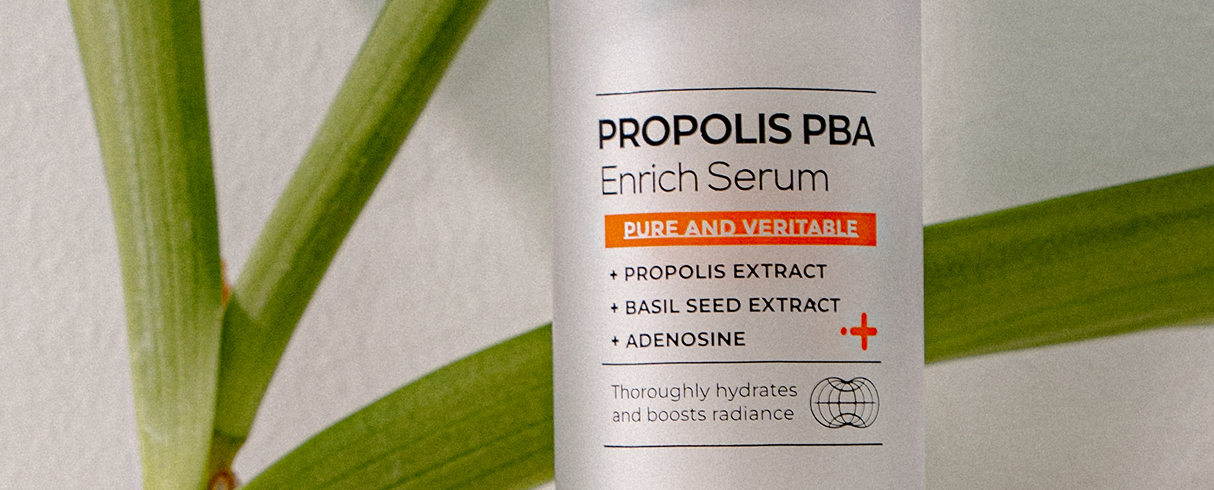 PROPOLIS PBA
Enrich Serum
PURE AND VERITABLE
+ PROPOLIS EXTRACT
+ BASIL SEED EXTRACT
+ ADENOSINE
Thoroughly hydrates
and boosts radiance